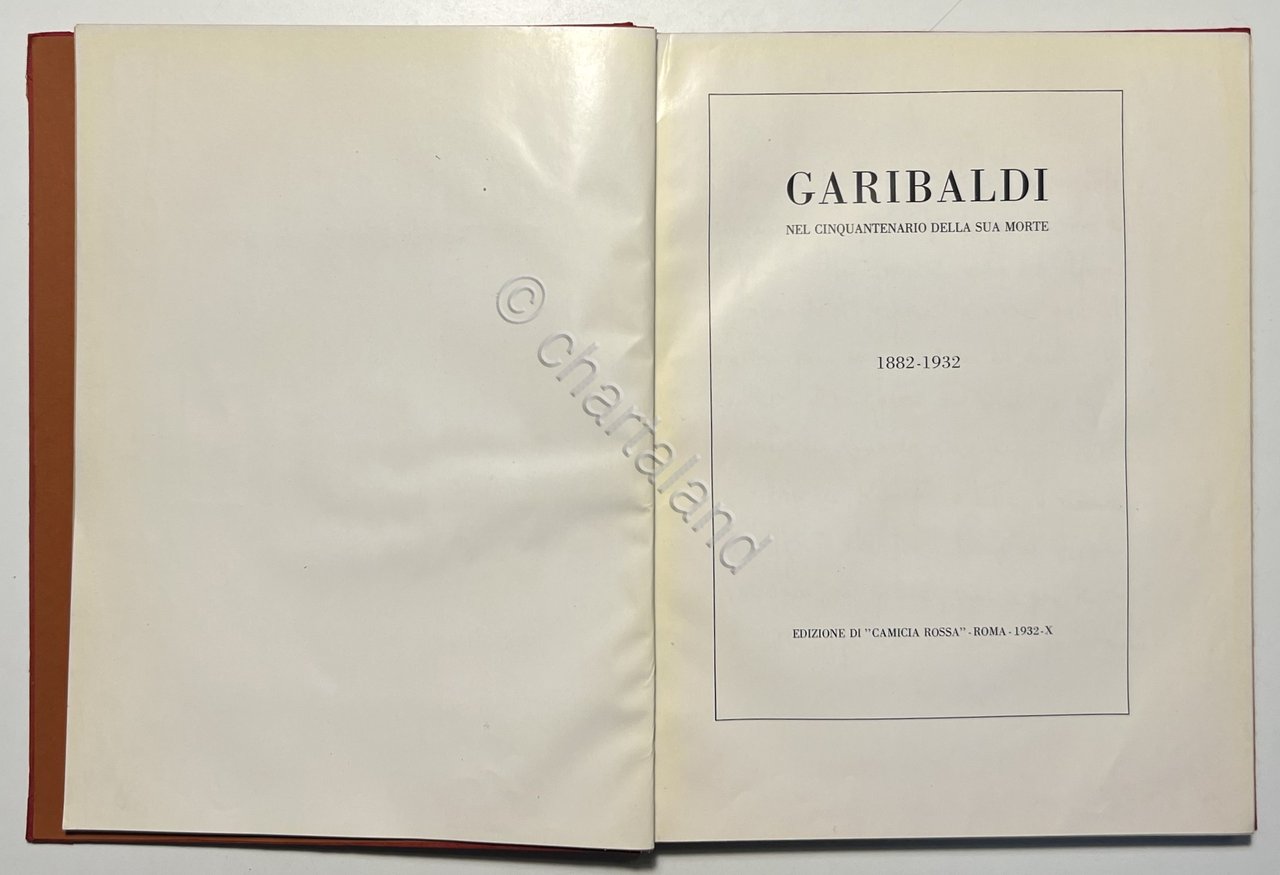 GARIBALDI
NEL CINQUANTENARIO DELLA SUA MORTE
1882-1932
EDIZIONE DI "CAMICIA ROSSA" - ROMA - 1932-X
© chartaland